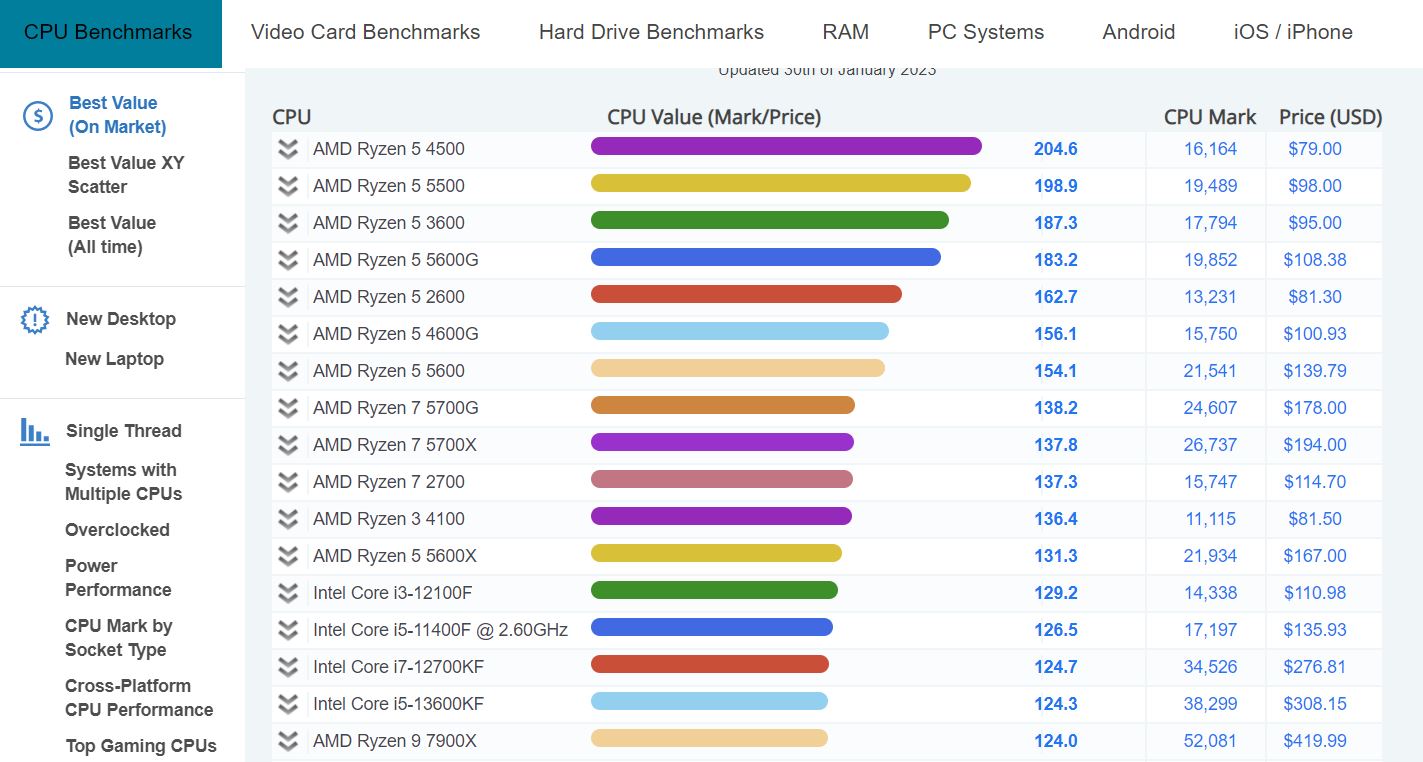 CPU Benchmarks Video Card Benchmarks Hard Drive Benchmarks RAM PC Systems Android iOS / iPhone
Best Value
(On Market)
Best Value XY
Scatter
Best Value
(All time)
New Desktop
New Laptop
Single Thread
Systems with
Multiple CPUs
Overclocked
Power
Performance
CPU Mark by
Socket Type
Cross-Platform
CPU Performance
Top Gaming CPUs
Updated 30th of January 2023
CPU CPU Value (Mark/Price) CPU Mark Price (USD)
AMD Ryzen 5 4500 204.6 16,164 $79.00
AMD Ryzen 5 5500 198.9 19,489 $98.00
AMD Ryzen 5 3600 187.3 17,794 $95.00
AMD Ryzen 5 5600G 183.2 19,852 $108.38
AMD Ryzen 5 2600 162.7 13,231 $81.30
AMD Ryzen 5 4600G 156.1 15,750 $100.93
AMD Ryzen 5 5600 154.1 21,541 $139.79
AMD Ryzen 7 5700G 138.2 24,607 $178.00
AMD Ryzen 7 5700X 137.8 26,737 $194.00
AMD Ryzen 7 2700 137.3 15,747 $114.70
AMD Ryzen 3 4100 136.4 11,115 $81.50
AMD Ryzen 5 5600X 131.3 21,934 $167.00
Intel Core i3-12100F 129.2 14,338 $110.98
Intel Core i5-11400F @ 2.60GHz 126.5 17,197 $135.93
Intel Core i7-12700KF 124.7 34,526 $276.81
Intel Core i5-13600KF 124.3 38,299 $308.15
AMD Ryzen 9 7900X 124.0 52,081 $419.99